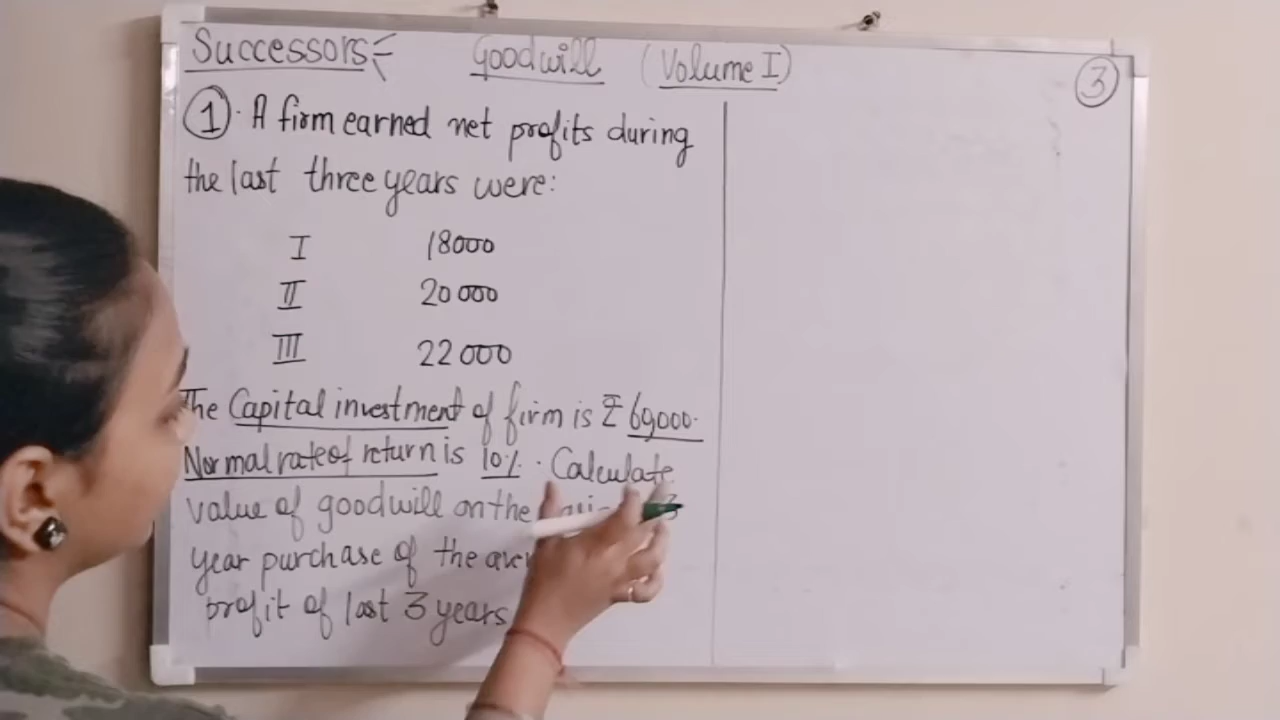 Successors
Goodwill (Volume I)
3
1. A firm earned net profits during
the last three years were:
I 18000
II 20000
III 22000
The Capital investment of firm is ₹ 69000.
Normal rate of return is 10%. Calculate
value of goodwill on the 3
year purchase of the
profit of last 3 years